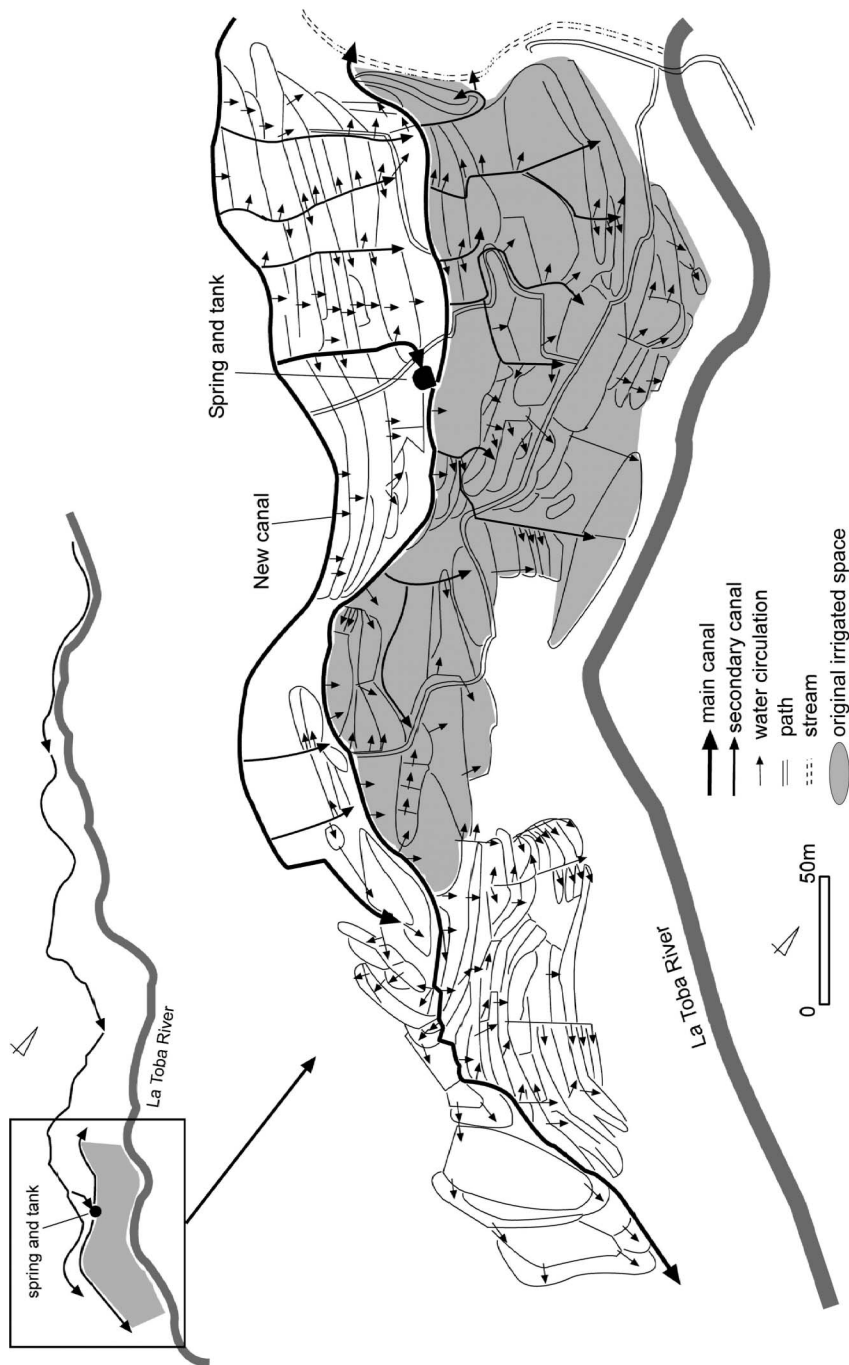 spring and tank
La Toba River
Spring and tank
New canal
La Toba River
0 50m
main canal
secondary canal
water circulation
path
stream
original irrigated space